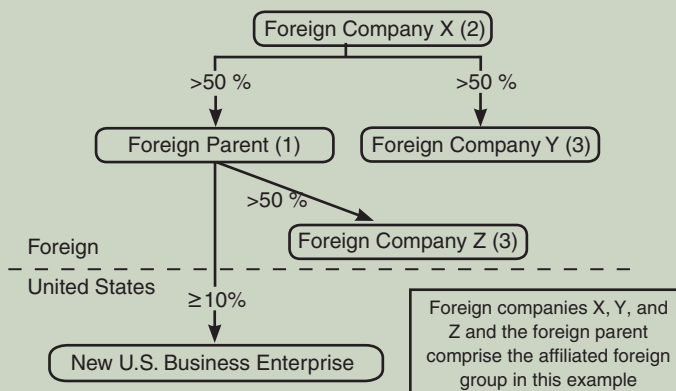 Foreign Company X (2)
>50 %
>50 %
Foreign Parent (1)
Foreign Company Y (3)
>50 %
Foreign Company Z (3)
Foreign
United States
≥10%
New U.S. Business Enterprise
Foreign companies X, Y, and
Z and the foreign parent
comprise the affiliated foreign
group in this example